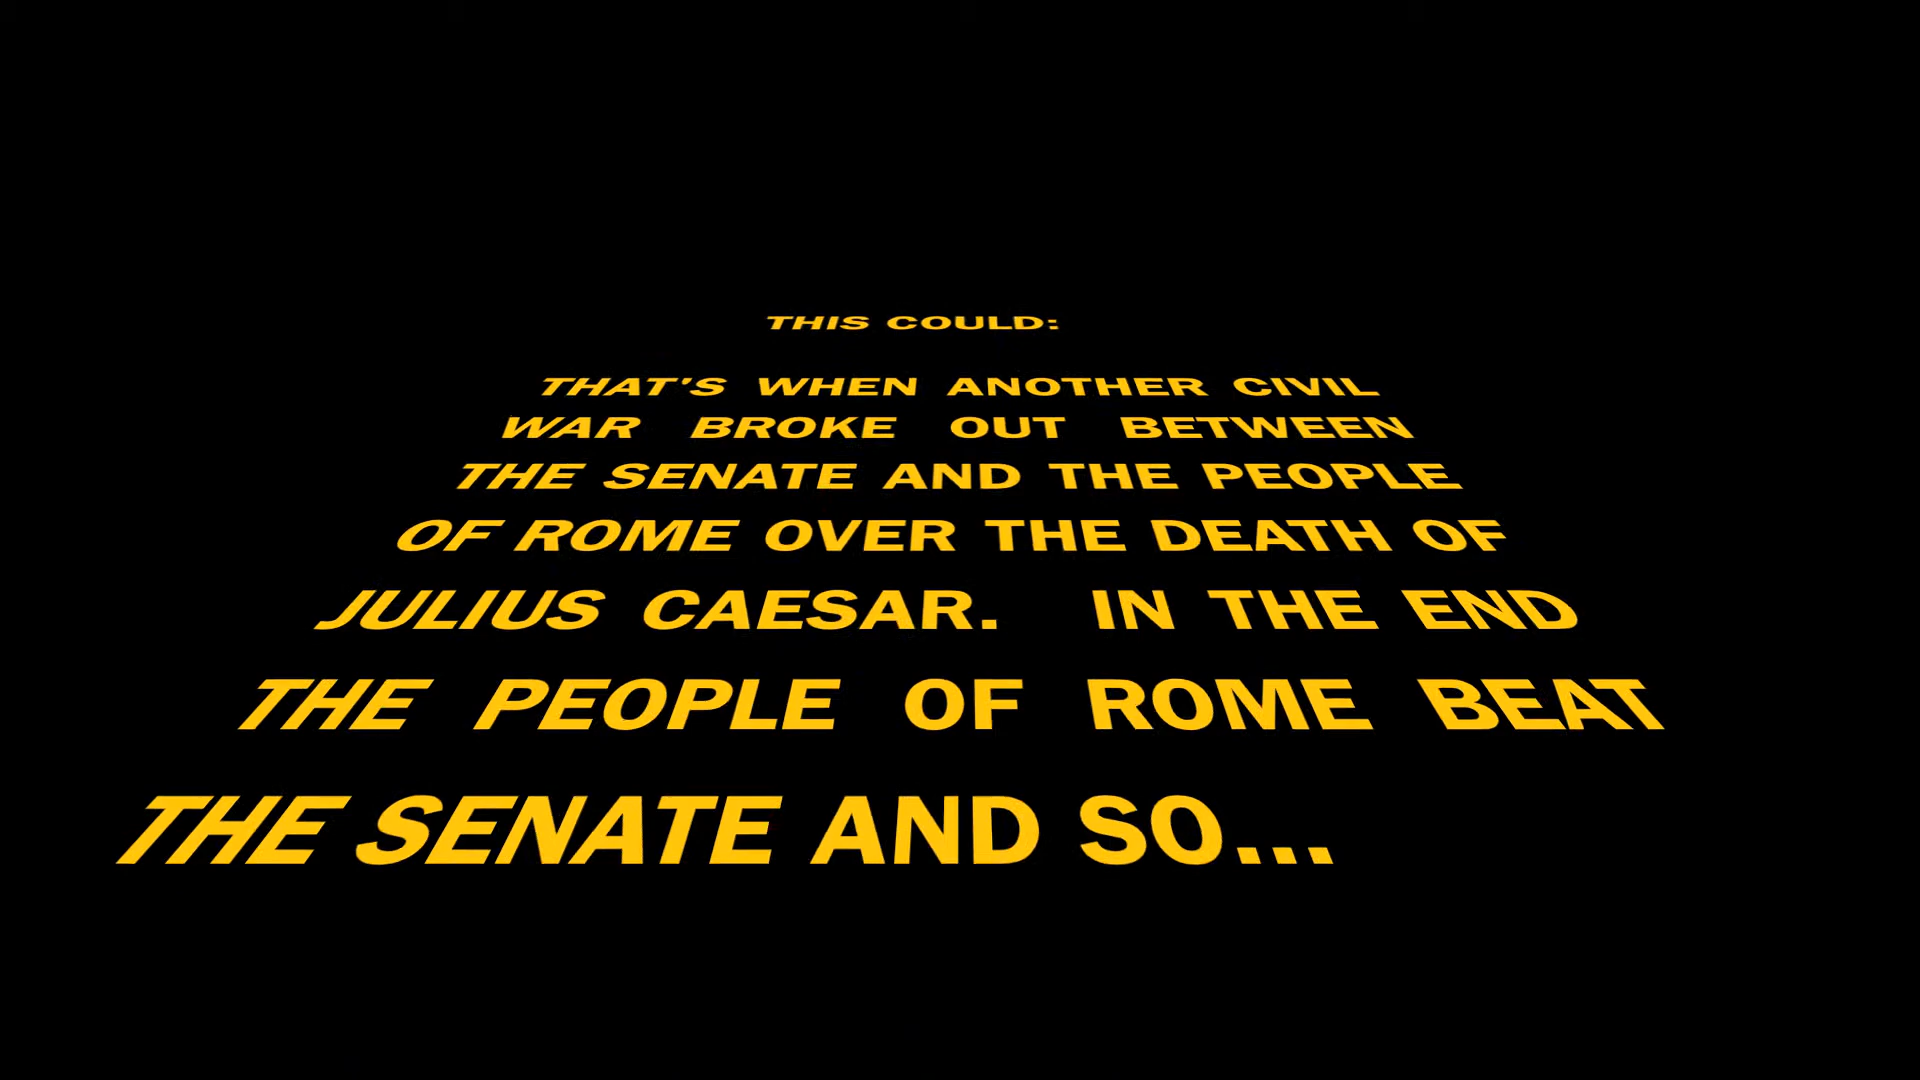 THIS COULD:
THAT'S WHEN ANOTHER CIVIL
WAR BROKE OUT BETWEEN
THE SENATE AND THE PEOPLE
OF ROME OVER THE DEATH OF
JULIUS CAESAR. IN THE END
THE PEOPLE OF ROME BEAT
THE SENATE AND SO...